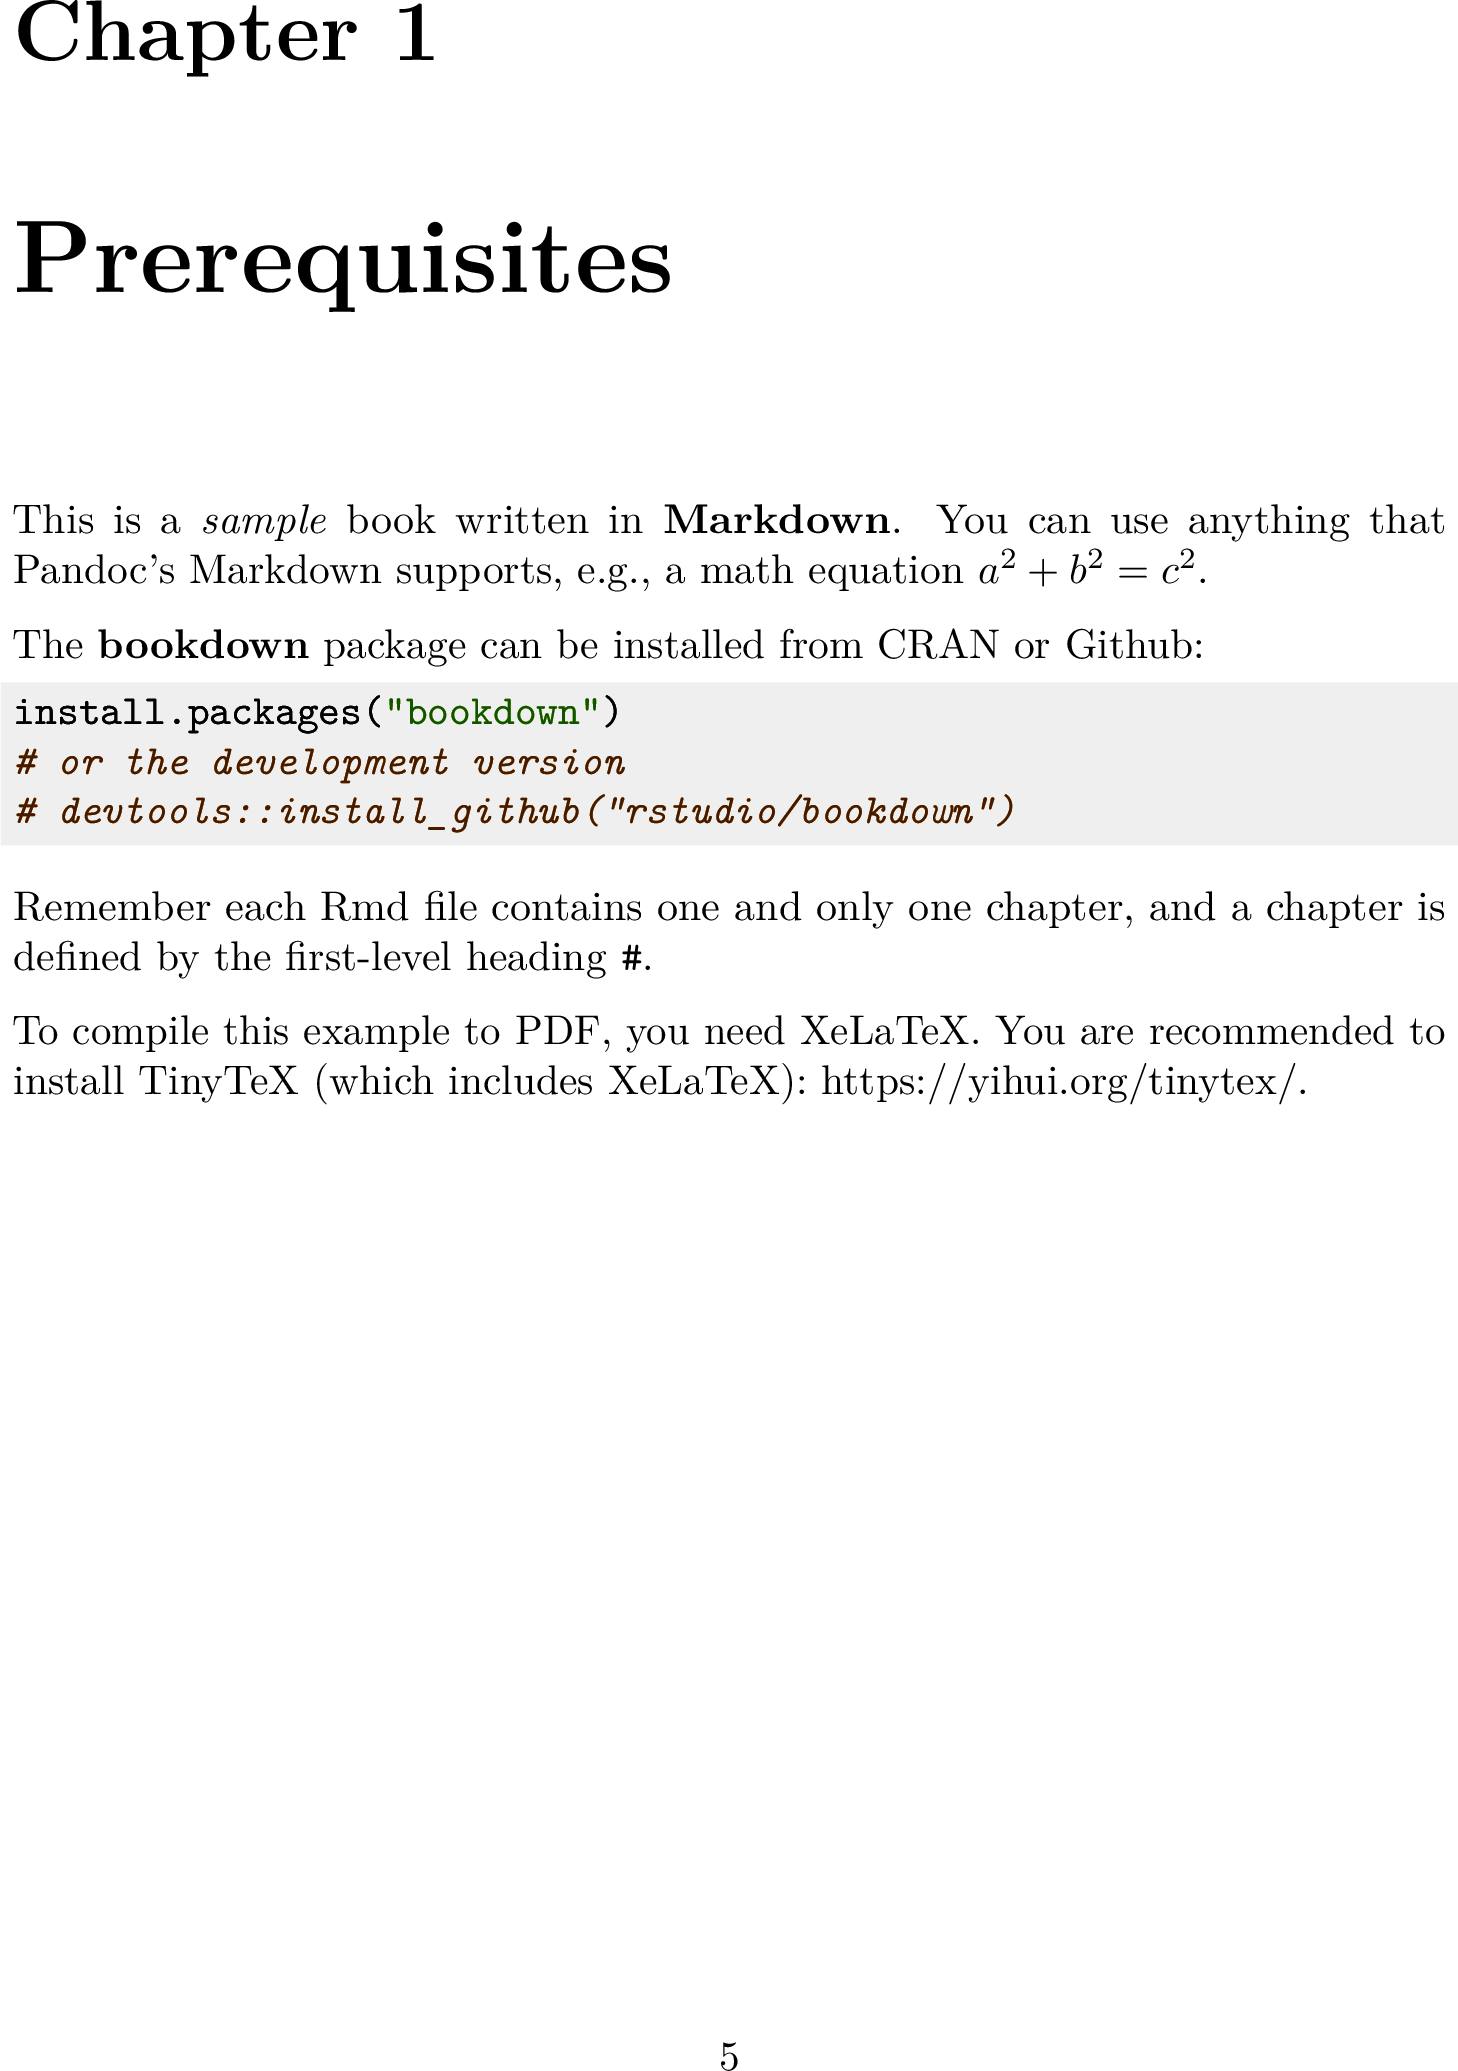 Chapter 1
Prerequisites
This is a sample book written in Markdown. You can use anything that
Pandoc’s Markdown supports, e.g., a math equation a² + b² = c².
The bookdown package can be installed from CRAN or Github:
install.packages("bookdown")
# or the development version
# devtools::install_github("rstudio/bookdown")
Remember each Rmd file contains one and only one chapter, and a chapter is
defined by the first-level heading #.
To compile this example to PDF, you need XeLaTeX. You are recommended to
install TinyTeX (which includes XeLaTeX): https://yihui.org/tinytex/.
5